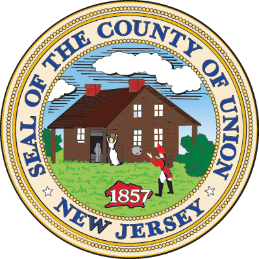 SEAL OF THE COUNTY OF UNION
NEW JERSEY
1857